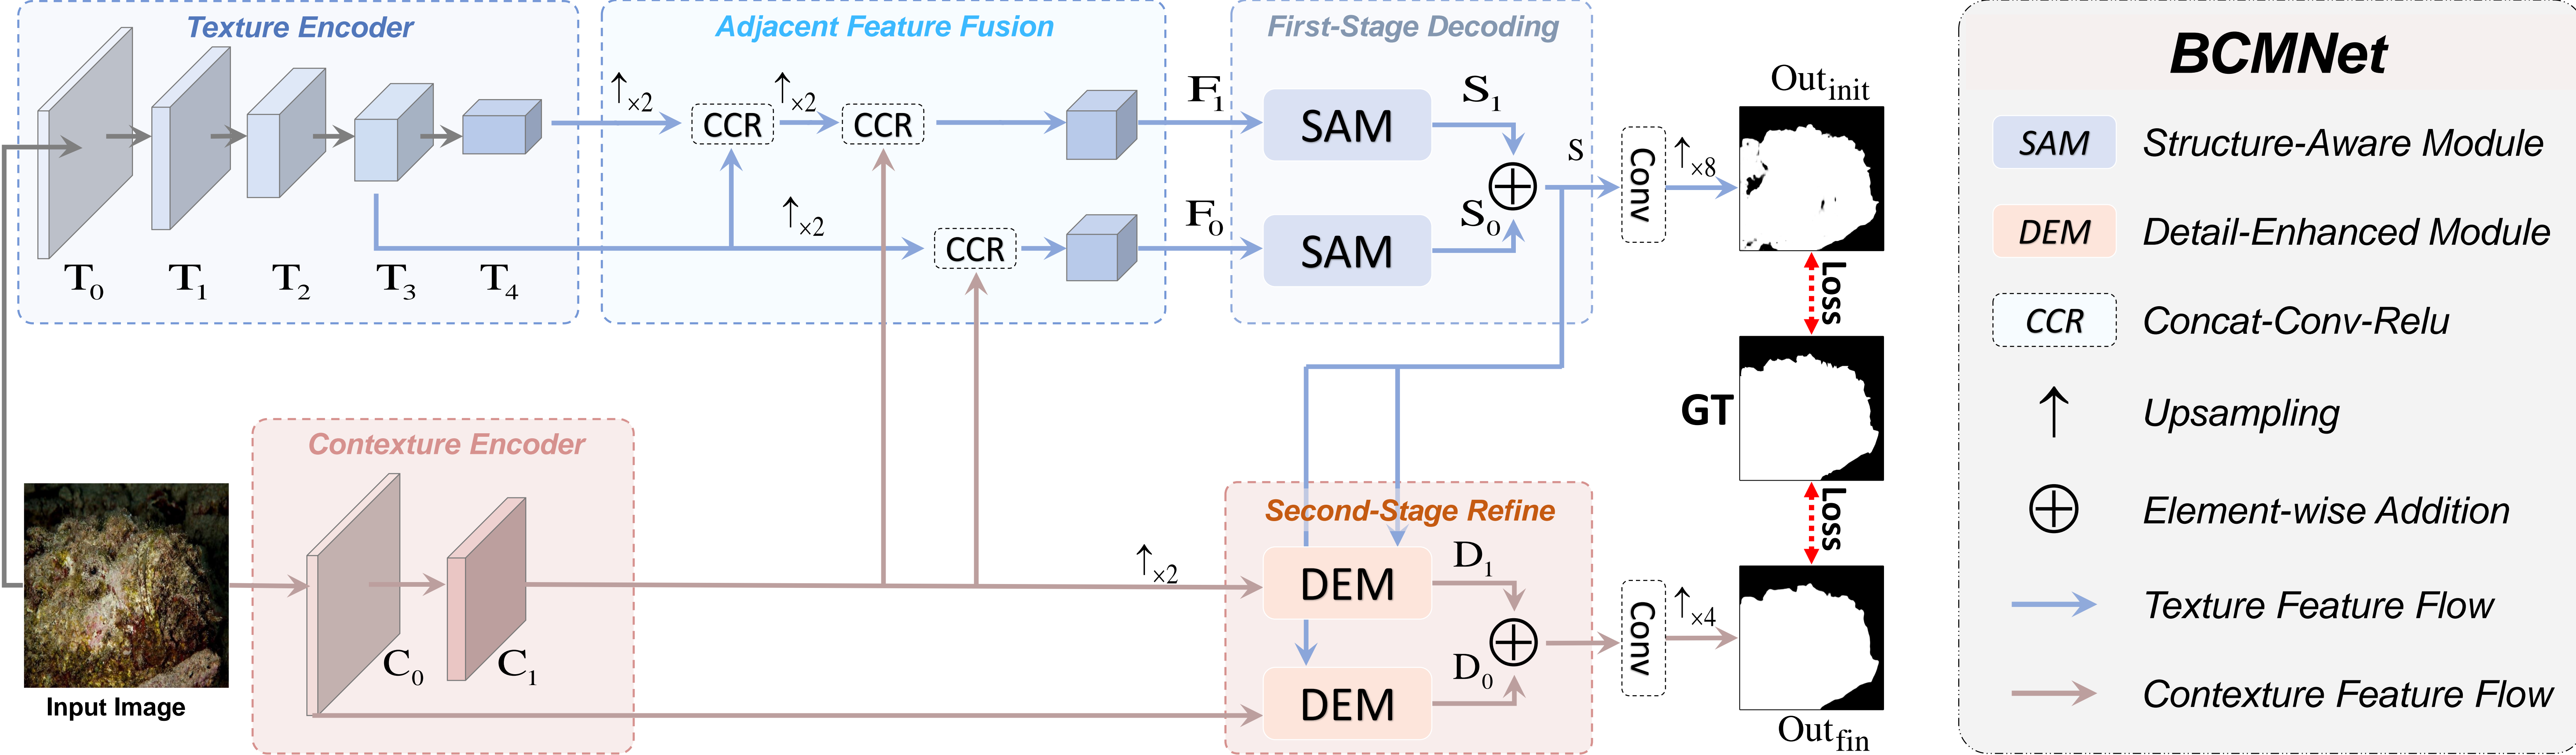 Texture Encoder
T0
T1
T2
T3
T4
Adjacent Feature Fusion
↑×2
CCR
↑×2
CCR
↑×2
CCR
F1
F0
First-Stage Decoding
SAM
S1
SAM
S0
S
Conv
↑×8
Outinit
Loss
GT
Loss
Input Image
Contexture Encoder
C0
C1
↑×2
Second-Stage Refine
DEM
D1
DEM
D0
Conv
↑×4
Outfin
BCMNet
SAM Structure-Aware Module
DEM Detail-Enhanced Module
CCR Concat-Conv-Relu
↑ Upsampling
Element-wise Addition
Texture Feature Flow
Contexture Feature Flow